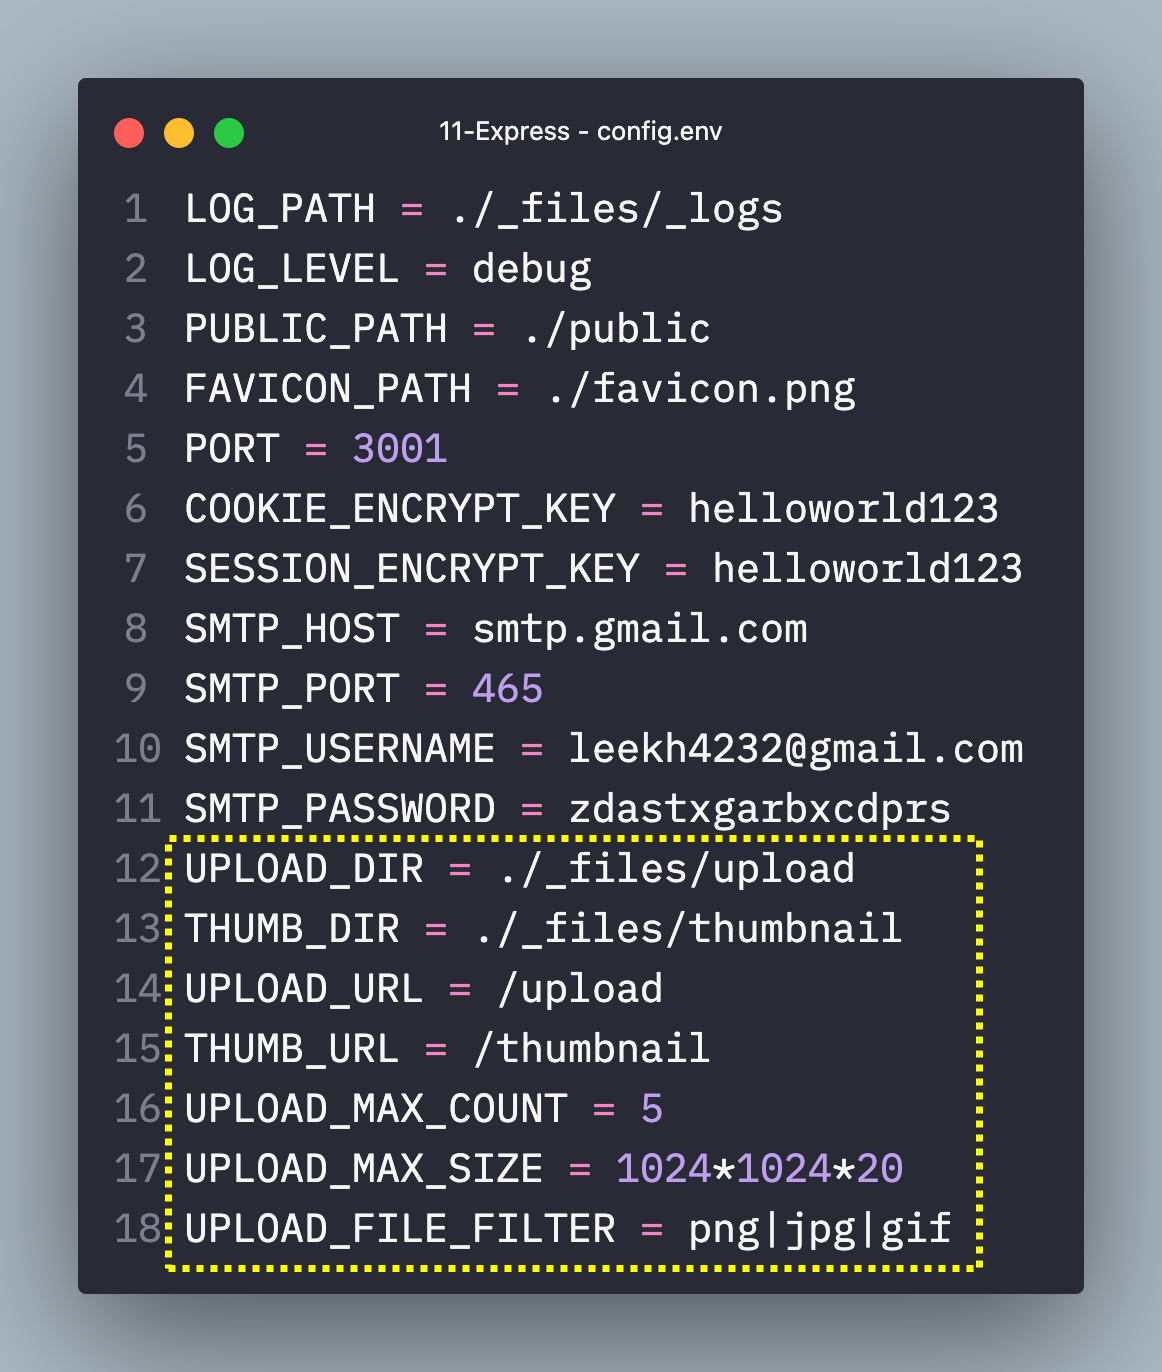 11-Express - config.env
1 LOG_PATH = ./_files/_logs
2 LOG_LEVEL = debug
3 PUBLIC_PATH = ./public
4 FAVICON_PATH = ./favicon.png
5 PORT = 3001
6 COOKIE_ENCRYPT_KEY = helloworld123
7 SESSION_ENCRYPT_KEY = helloworld123
8 SMTP_HOST = smtp.gmail.com
9 SMTP_PORT = 465
10 SMTP_USERNAME = leekh4232@gmail.com
11 SMTP_PASSWORD = zdastxgarbxcdprs
12 UPLOAD_DIR = ./_files/upload
13 THUMB_DIR = ./_files/thumbnail
14 UPLOAD_URL = /upload
15 THUMB_URL = /thumbnail
16 UPLOAD_MAX_COUNT = 5
17 UPLOAD_MAX_SIZE = 1024*1024*20
18 UPLOAD_FILE_FILTER = png|jpg|gif